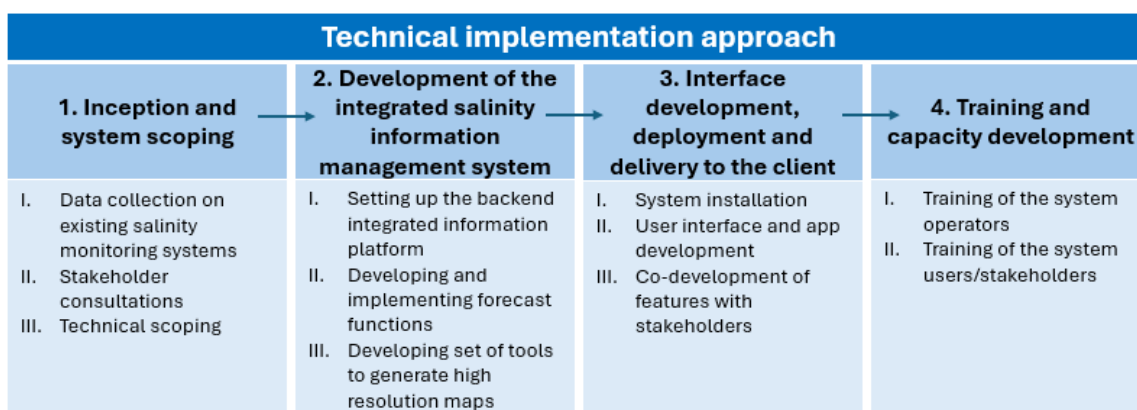 Technical implementation approach
1. Inception and
system scoping
2. Development of the
integrated salinity
information
management system
3. Interface
development,
deployment and
delivery to the client
4. Training and
capacity development
I. Data collection on
existing salinity
monitoring systems
II. Stakeholder
consultations
III. Technical scoping
I. Setting up the backend
integrated information
platform
II. Developing and
implementing forecast
functions
III. Developing set of tools
to generate high
resolution maps
I. System installation
II. User interface and app
development
III. Co-development of
features with
stakeholders
I. Training of the system
operators
II. Training of the system
users/stakeholders